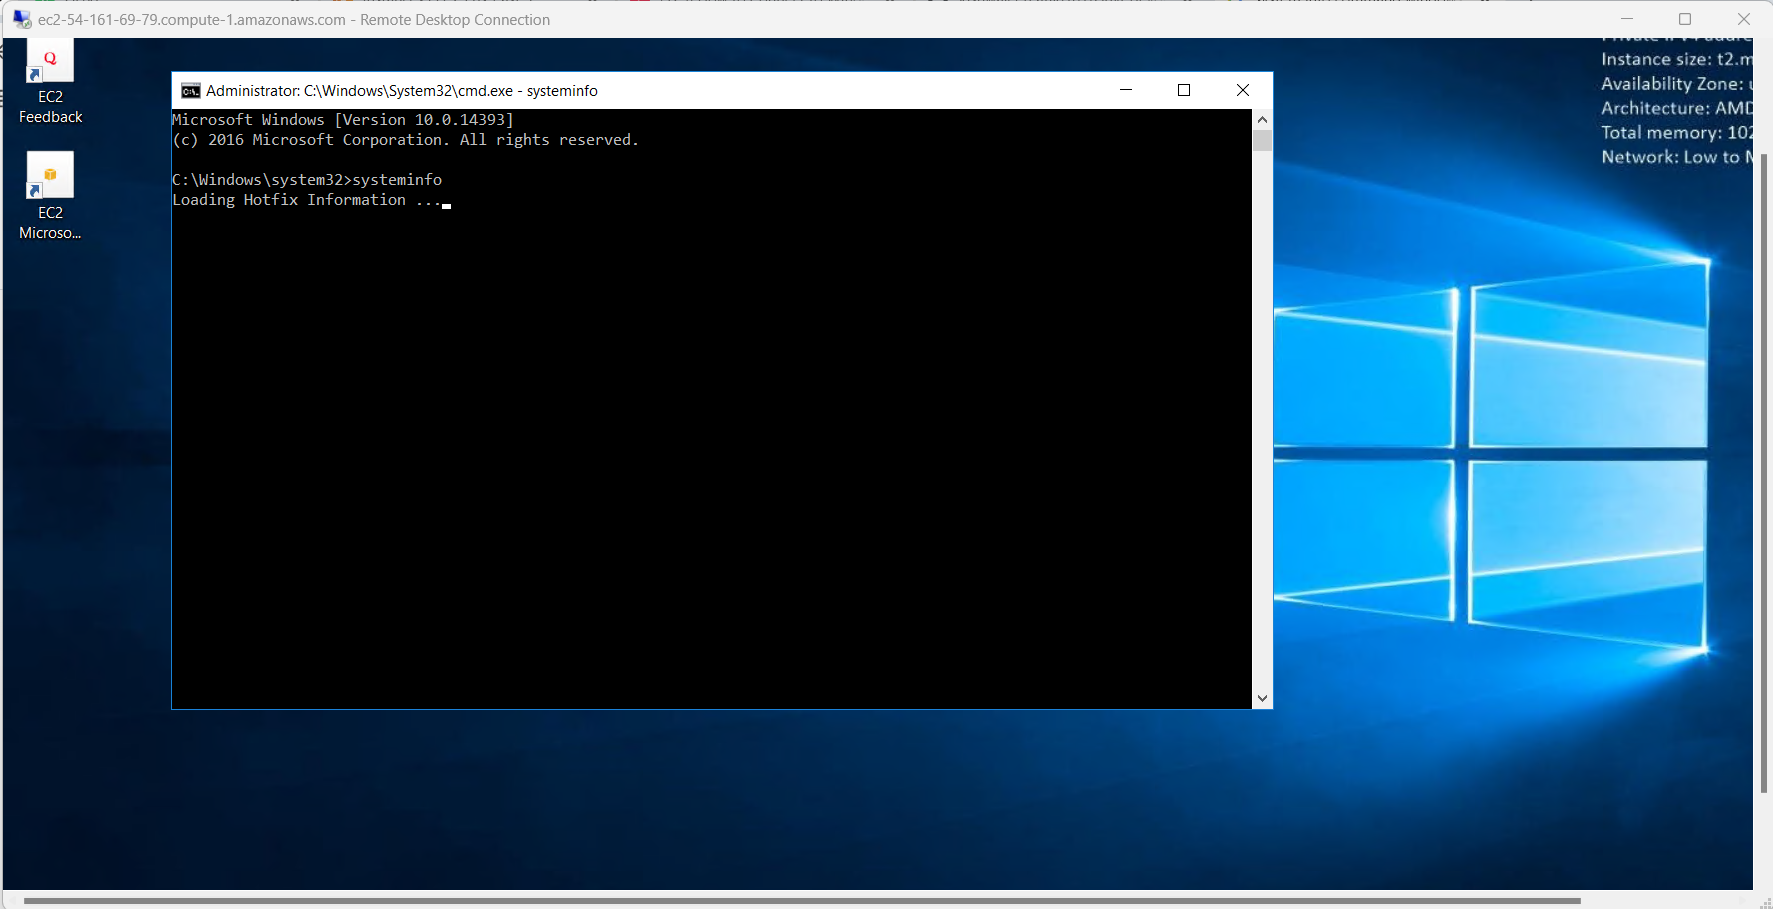 ec2-54-161-69-79.compute-1.amazonaws.com - Remote Desktop Connection
EC2
Feedback
EC2
Microso...
Administrator: C:\Windows\System32\cmd.exe - systeminfo
Microsoft Windows [Version 10.0.14393]
(c) 2016 Microsoft Corporation. All rights reserved.
C:\Windows\system32>systeminfo
Loading Hotfix Information ...
Instance size: t2.m
Availability Zone: u
Architecture: AMD
Total memory: 102
Network: Low to M